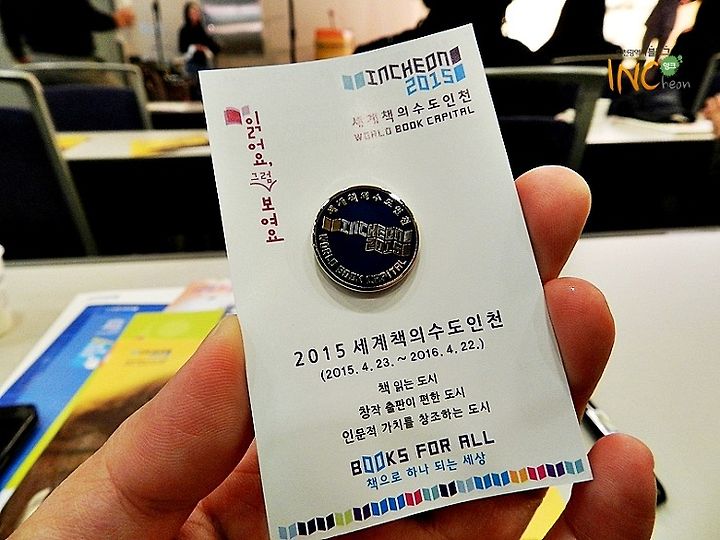 INCHEON
2015
세계책의수도인천
WORLD BOOK CAPITAL
읽어요,
그럼
보여요
세계책의수도인천
INCHEON
2015
WORLD BOOK CAPITAL
2015 세계책의수도인천
(2015. 4. 23. ~ 2016. 4. 22.)
책 읽는 도시
창작 출판이 편한 도시
인문적 가치를 창조하는 도시
BOOKS FOR ALL
책으로 하나 되는 세상
INCheon
잉크